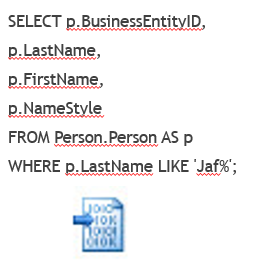 SELECT p.BusinessEntityID,
p.LastName,
p.FirstName,
p.NameStyle
FROM Person.Person AS p
WHERE p.LastName LIKE 'Jaf%';